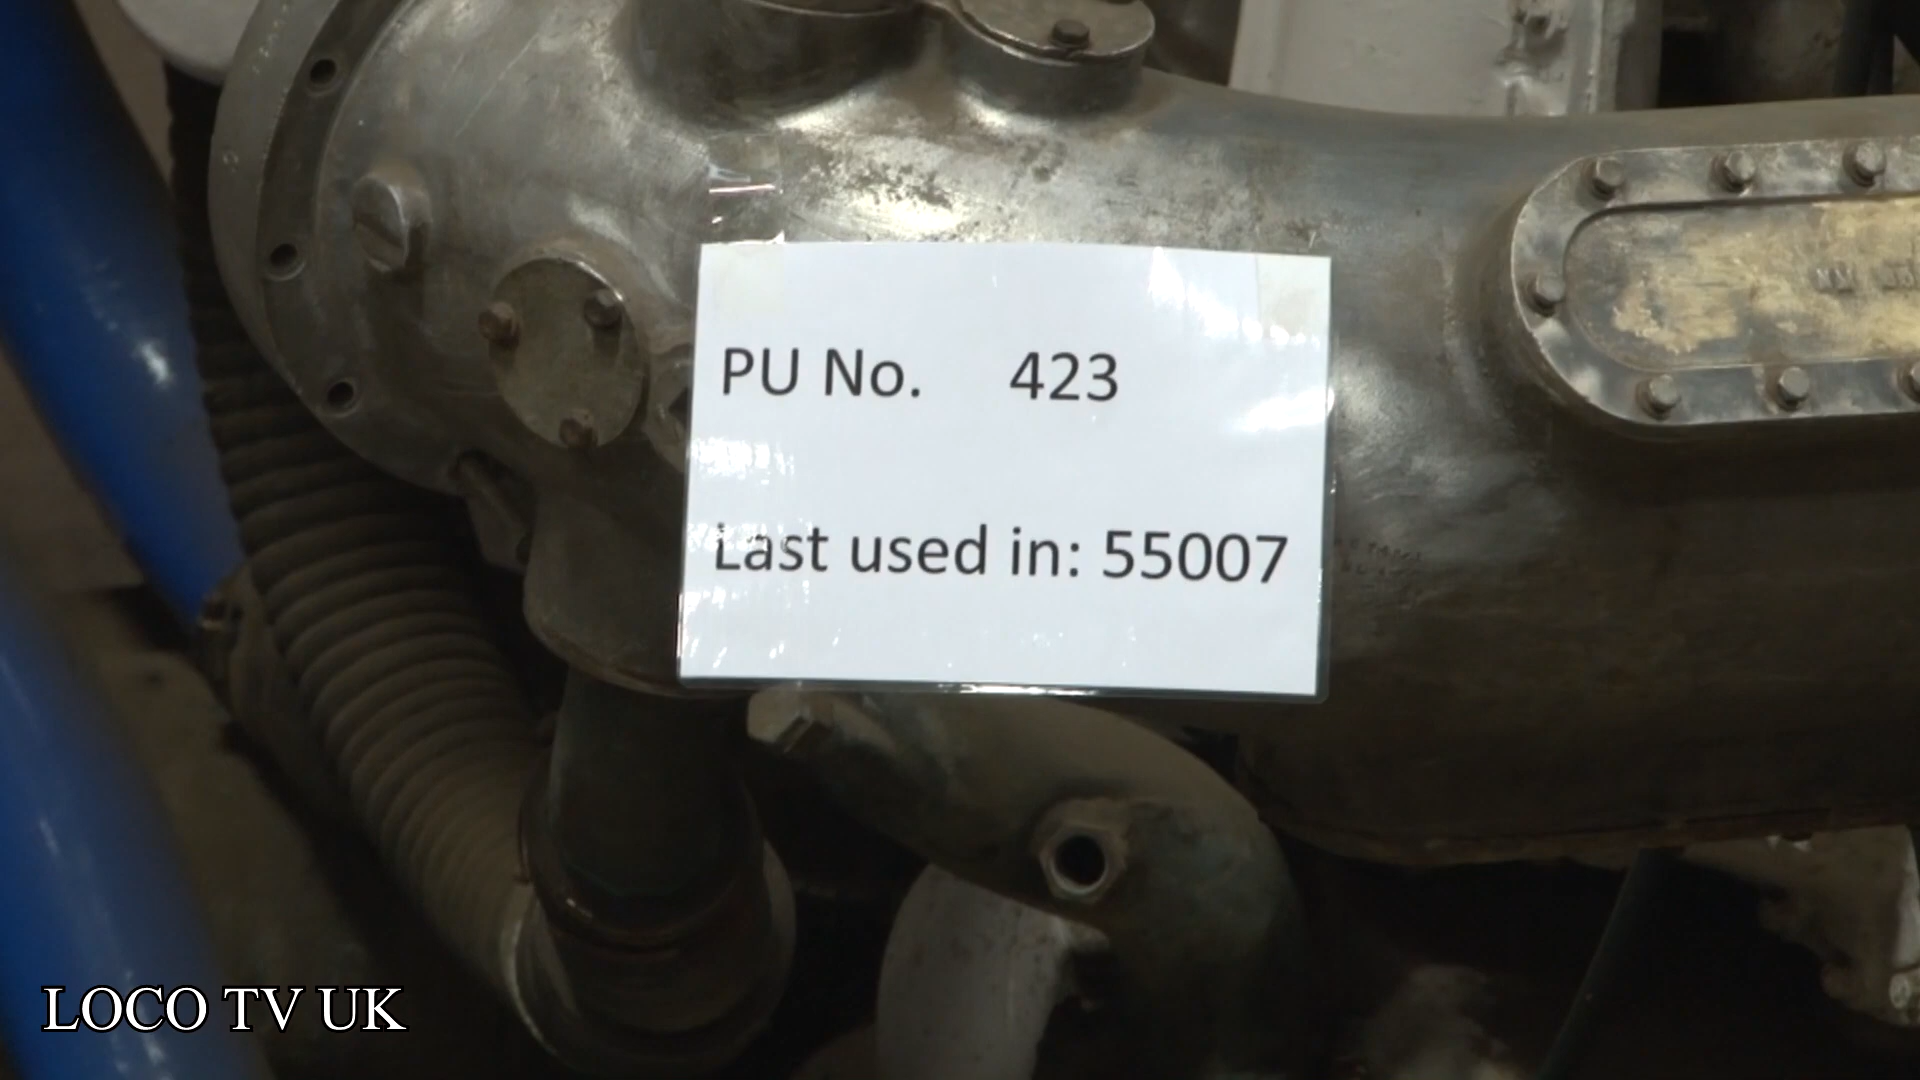 PU No. 423
Last used in: 55007
LOCO TV UK